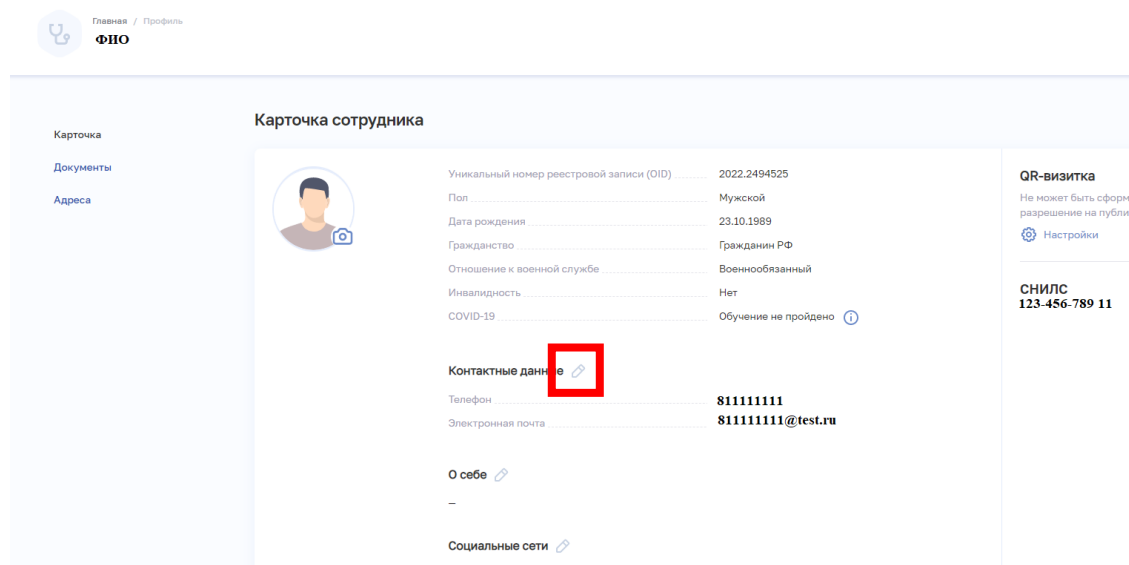 Главная / Профиль
ФИО
Карточка
Документы
Адреса
Карточка сотрудника
Уникальный номер реестровой записи (OID) 2022.2494525
Пол Мужской
Дата рождения 23.10.1989
Гражданство Гражданин РФ
Отношение к военной службе Военнообязанный
Инвалидность Нет
COVID-19 Обучение не пройдено
Контактные данные
Телефон 811111111
Электронная почта 811111111@test.ru
О себе
—
Социальные сети
QR-визитка
Не может быть сформ
разрешение на публи
Настройки
СНИЛС
123-456-789 11